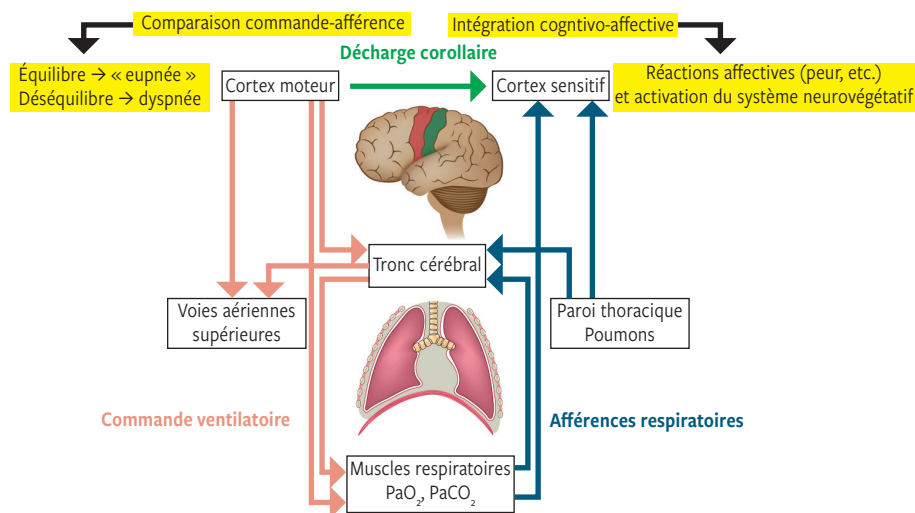 Comparaison commande-afférence
Intégration cogntivo-affective
Décharge corollaire
Équilibre → « eupnée »
Déséquilibre → dyspnée
Cortex moteur
Cortex sensitif
Réactions affectives (peur, etc.)
et activation du système neurovégétatif
Tronc cérébral
Voies aériennes
supérieures
Paroi thoracique
Poumons
Commande ventilatoire
Afférences respiratoires
Muscles respiratoires
PaO₂, PaCO₂